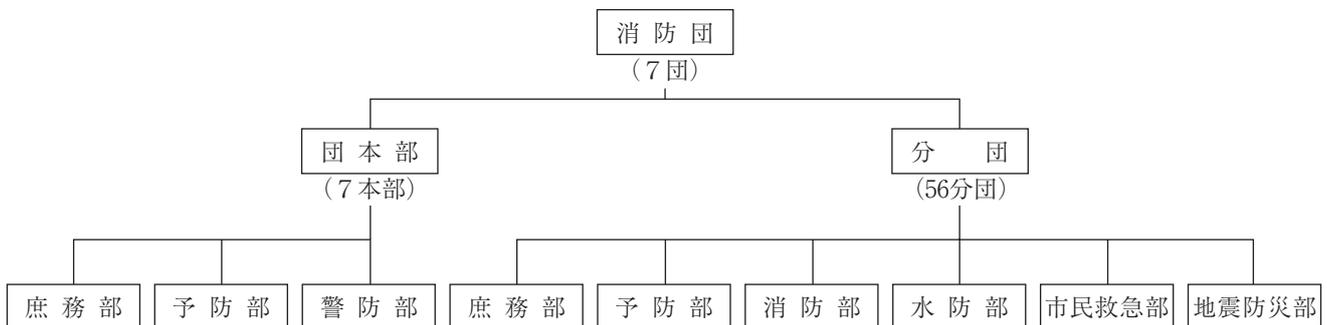 消防団
（７団）
団本部
（７本部）
分　団
（56分団）
庶務部
予防部
警防部
庶務部
予防部
消防部
水防部
市民救急部
地震防災部